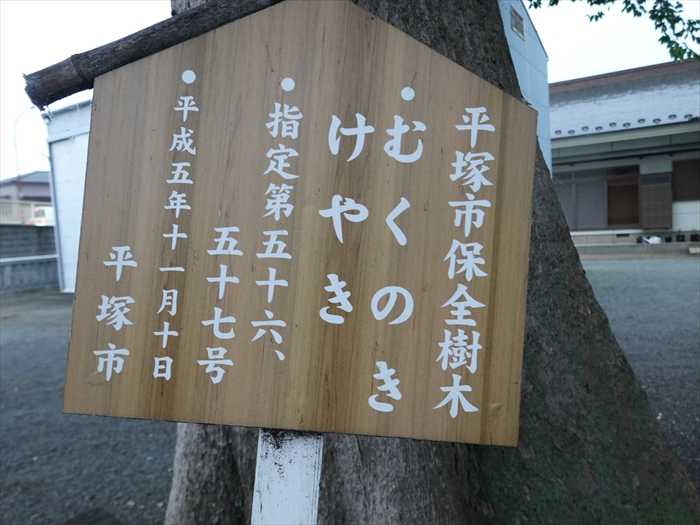 平塚市保全樹木
●むくのき
けやき
●指定第五十六、
五十七号
●平成五年十一月十日
平塚市